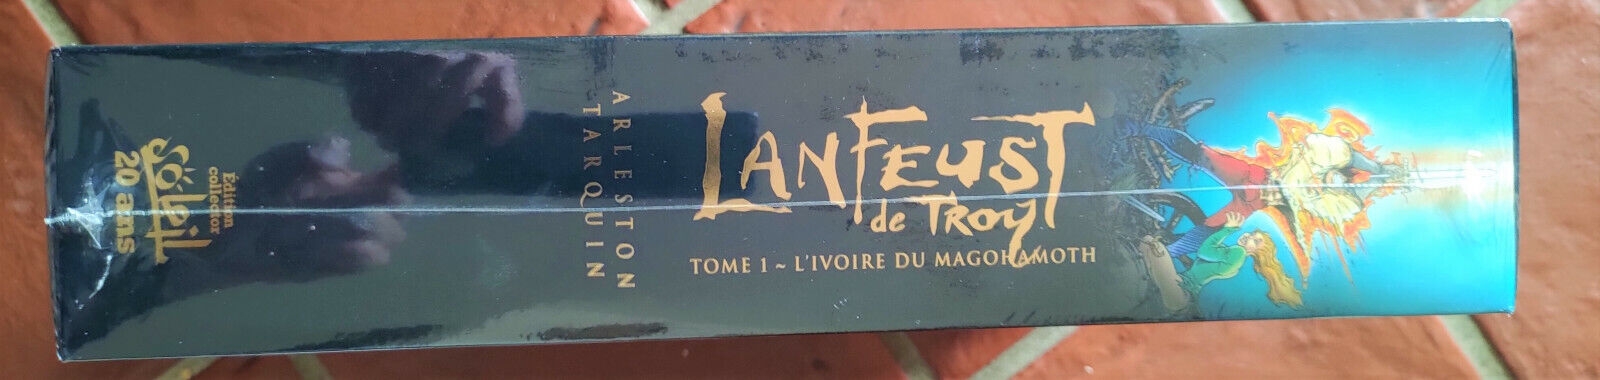 LANFEUST
de TROY
TOME 1 ~ L'IVOIRE DU MAGOHAMOTH
ARLESTON
TARQUIN
Édition
collector
soleil
20 ans